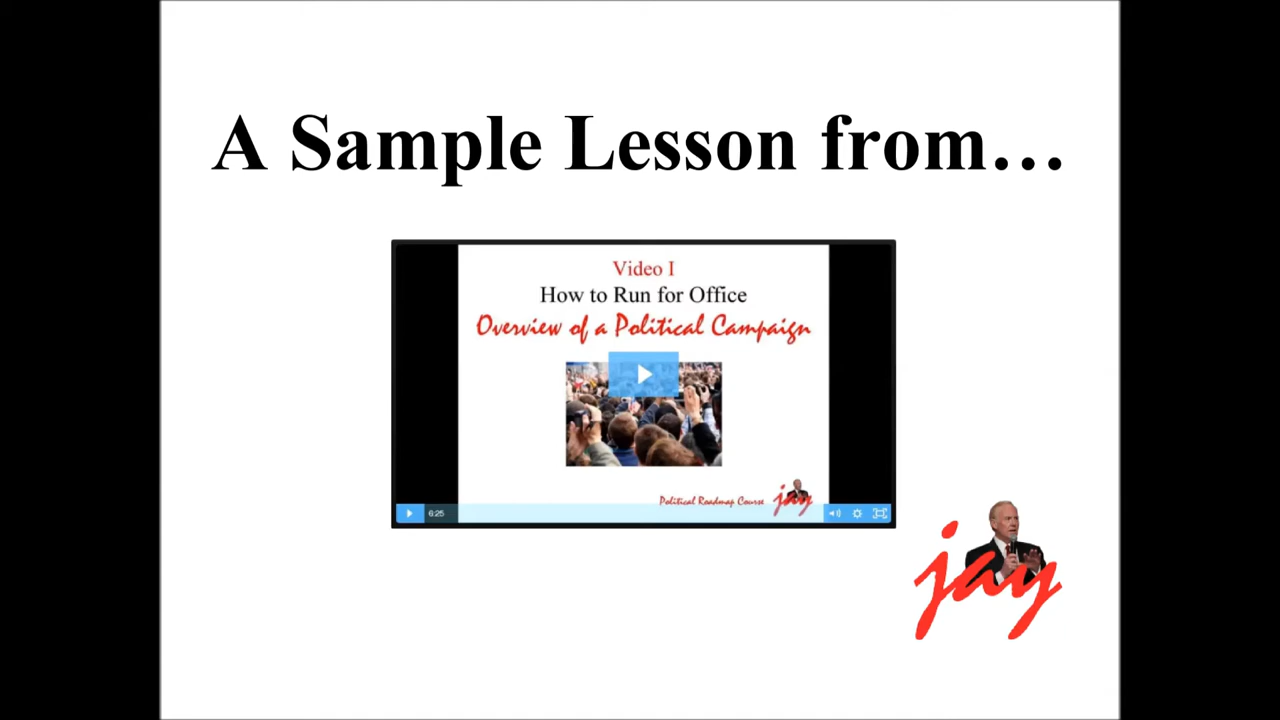 A Sample Lesson from...
Video I
How to Run for Office
Overview of a Political Campaign
Political Roadmap Course
jay
6:25
jay